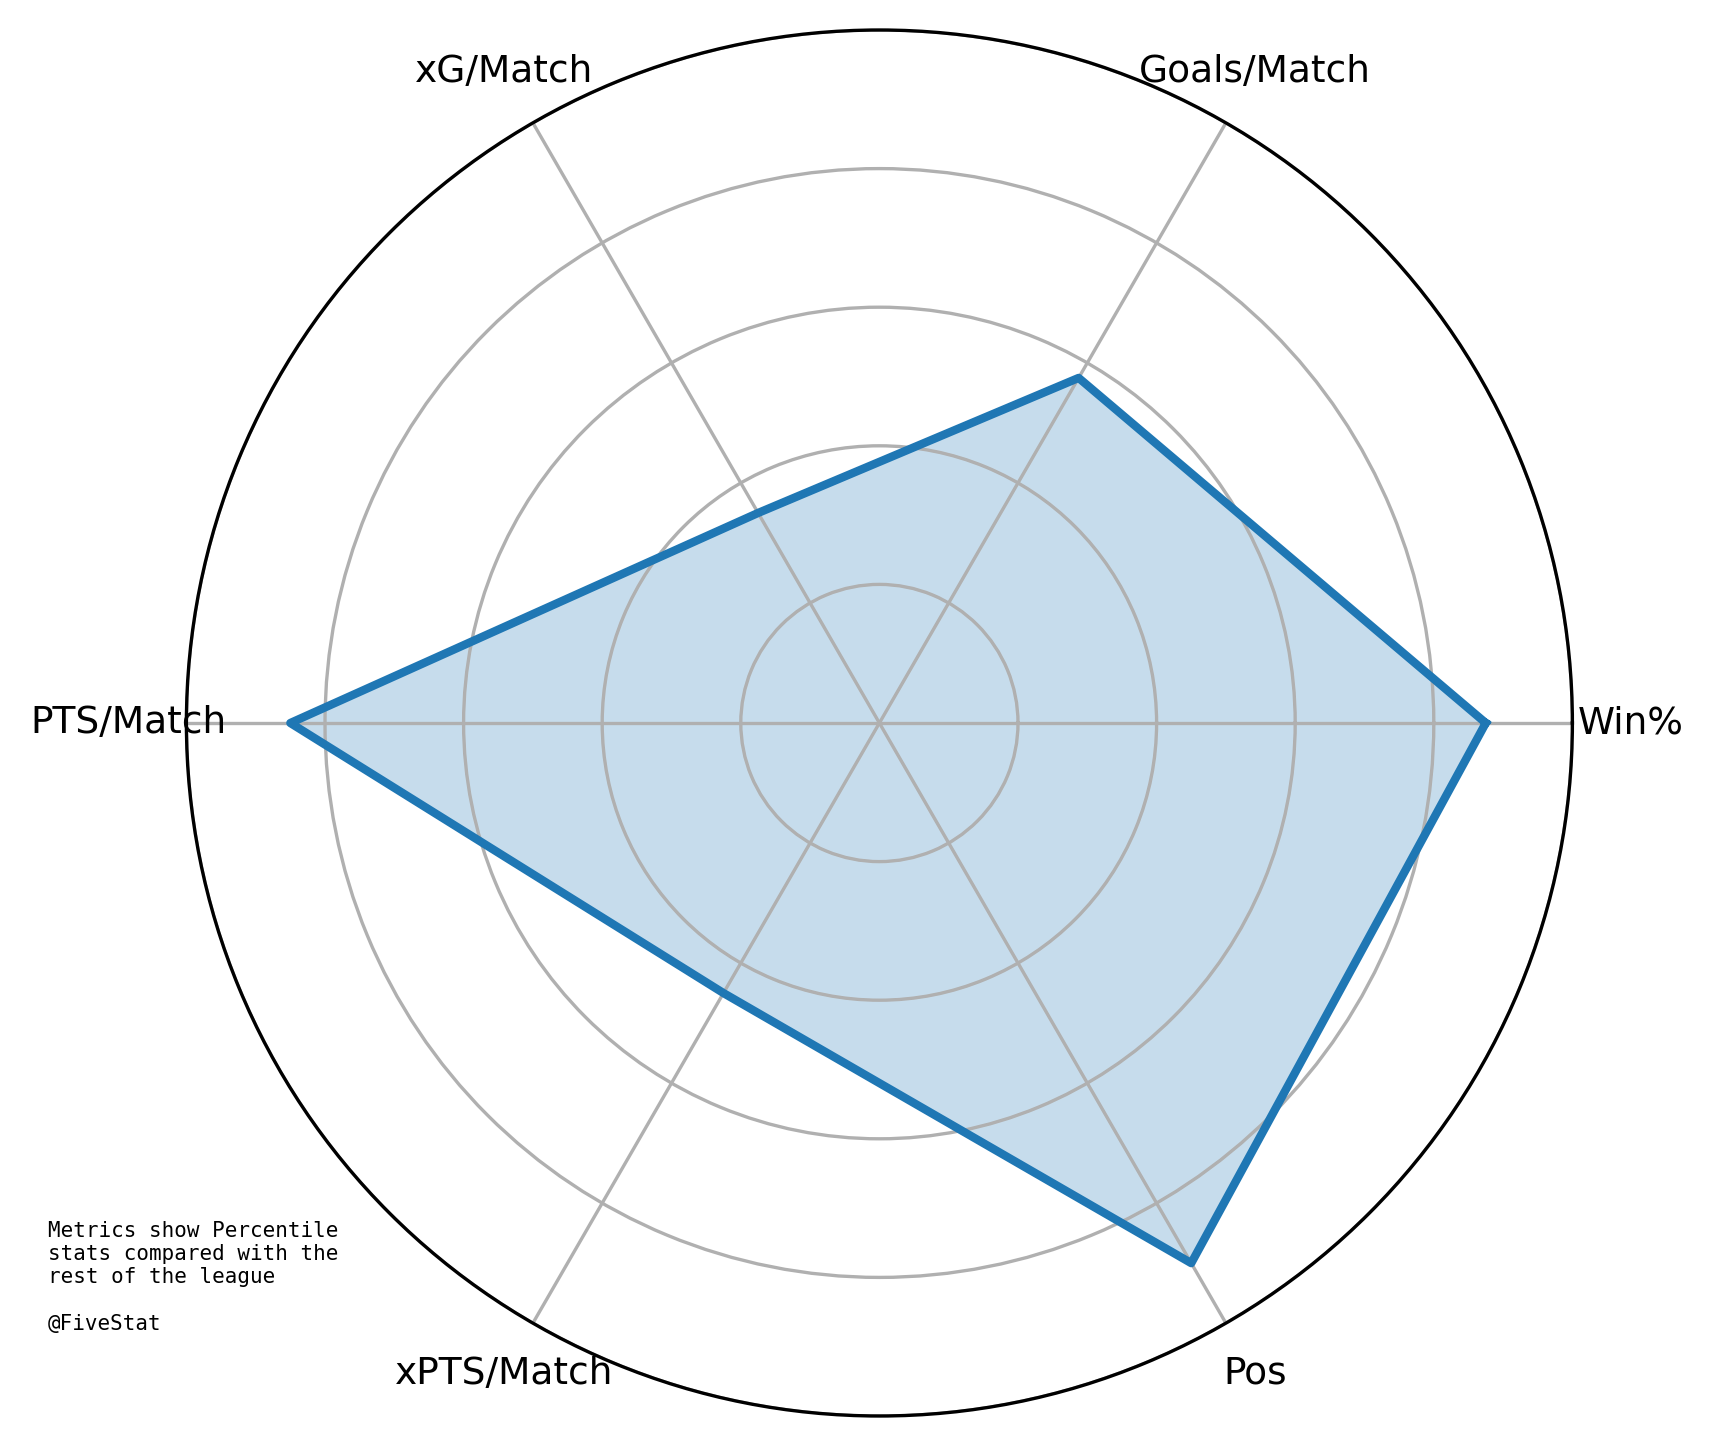 xG/Match
Goals/Match
PTS/Match
Win%
Metrics show Percentile
stats compared with the
rest of the league
@FiveStat
xPTS/Match
Pos